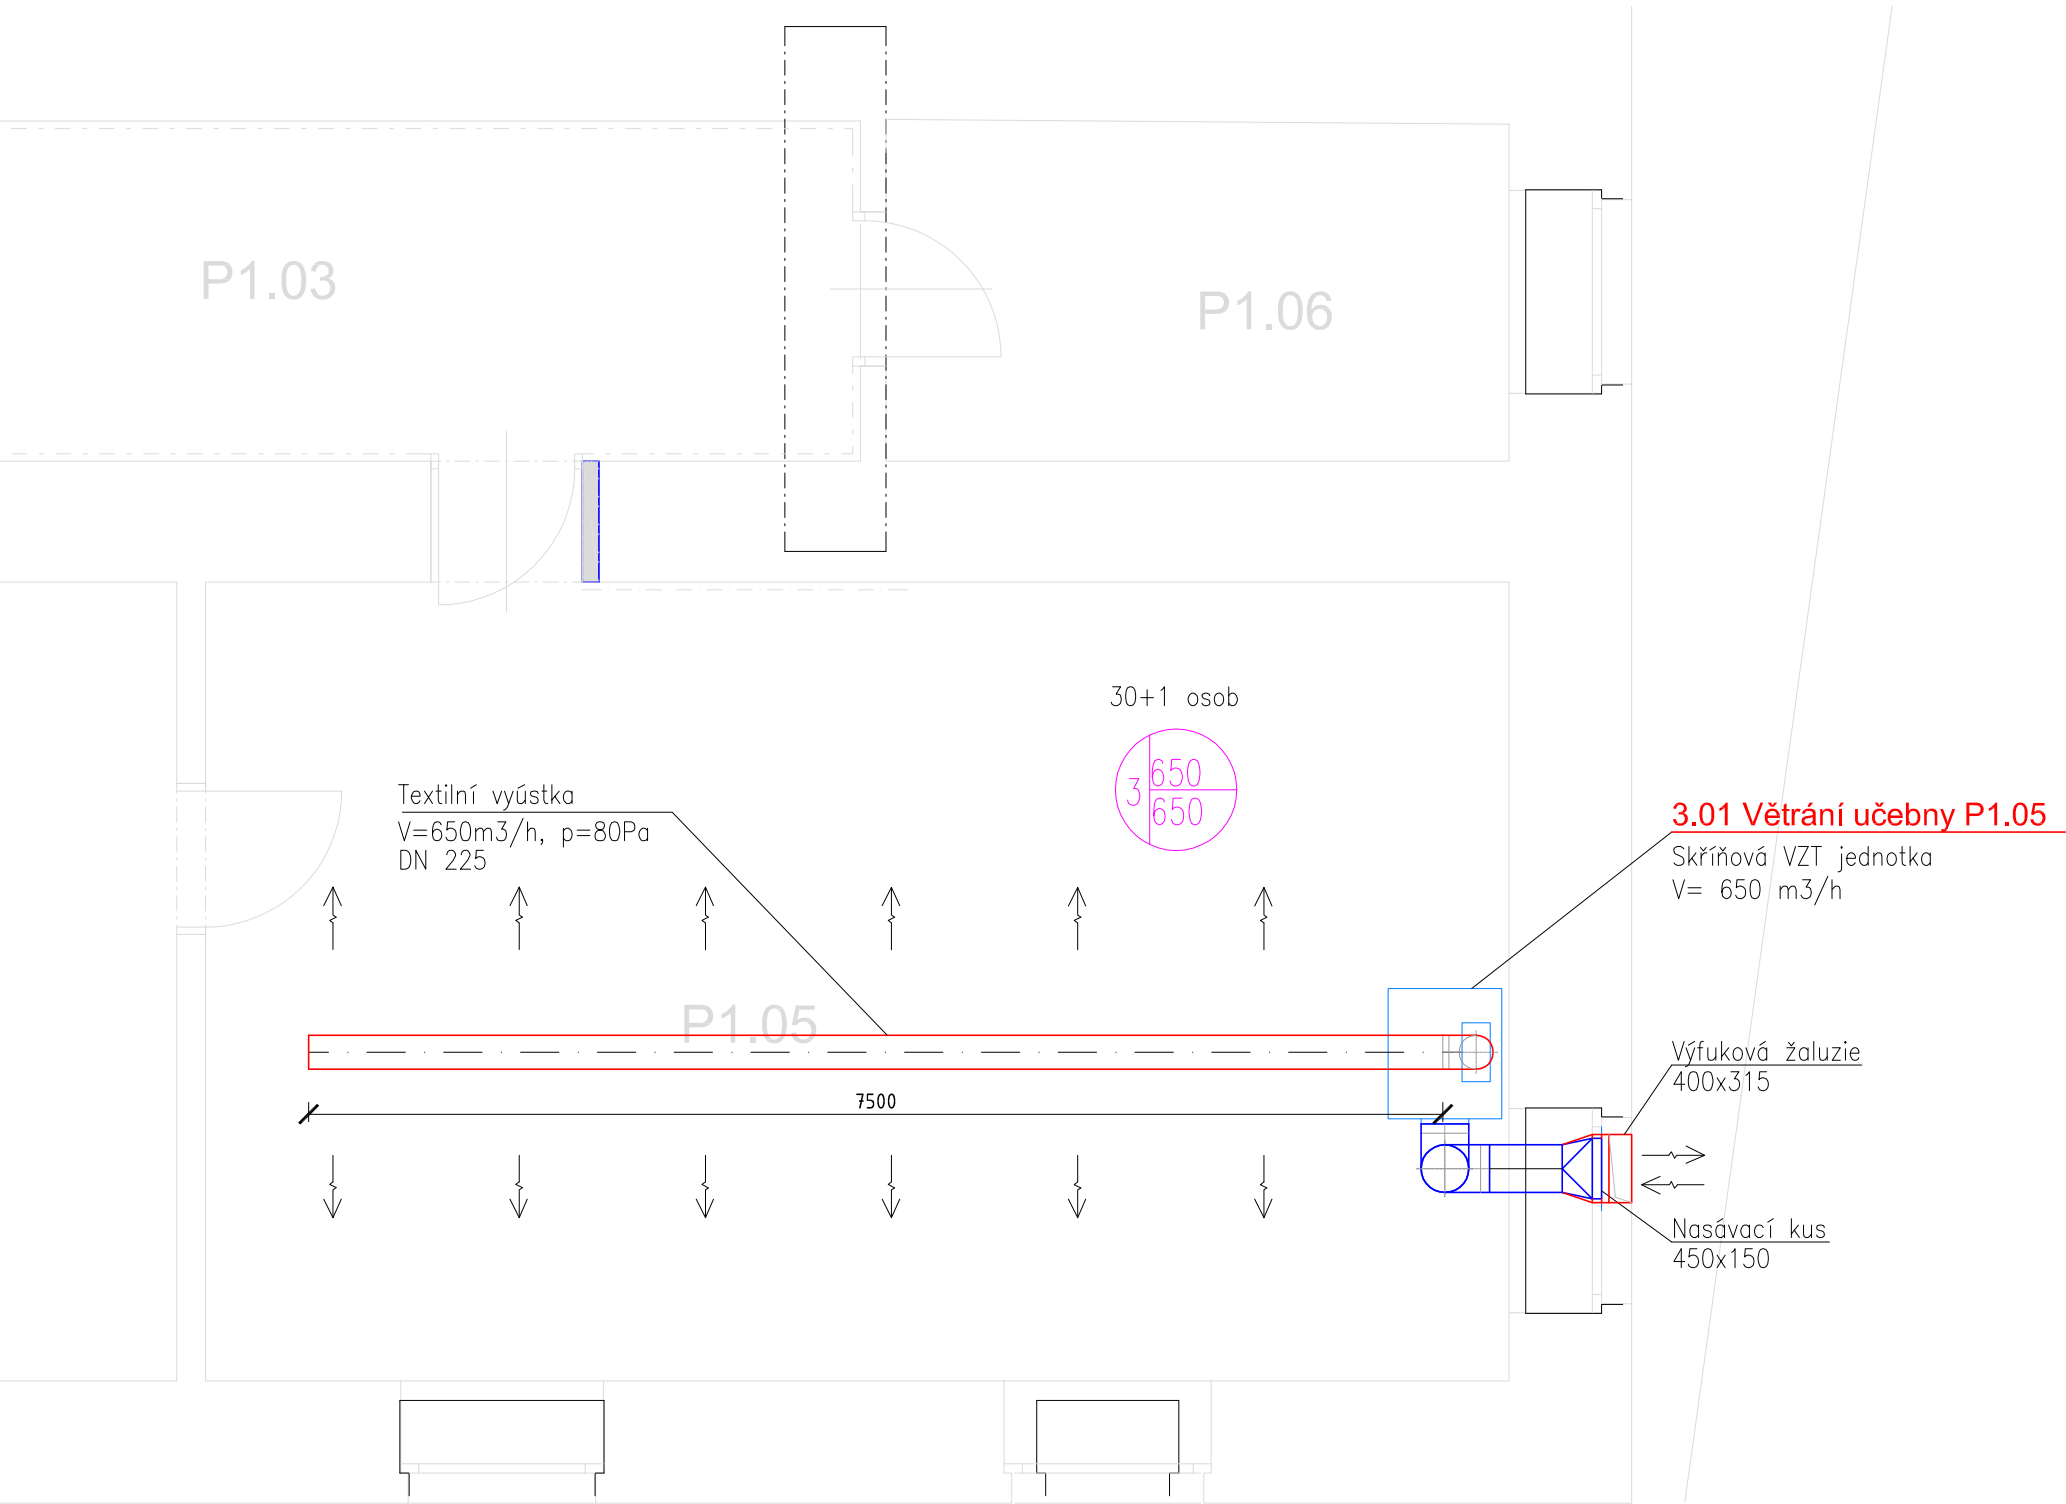 P1.03
P1.06
30+1 osob
3
650
650
Textilní vyústka
V=650m3/h, p=80Pa
DN 225
3.01 Větrání učebny P1.05
Skříňová VZT jednotka
V= 650 m3/h
P1.05
7500
Výfuková žaluzie
400x315
Nasávací kus
450x150